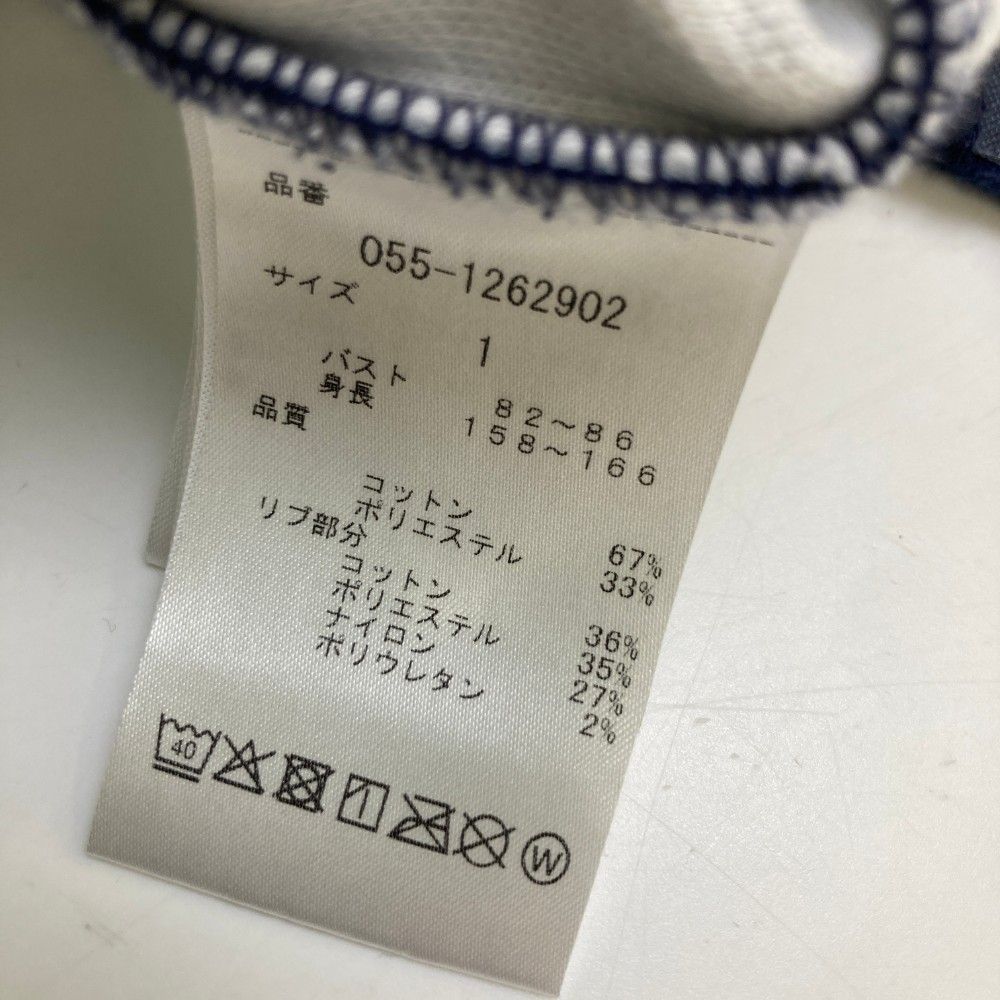 品番
055-1262902
サイズ
1
バスト 82～86
身長 158～166
品質
コットン 67%
ポリエステル 33%
リブ部分
コットン 36%
ポリエステル 35%
ナイロン 27%
ポリウレタン 2%
40
W